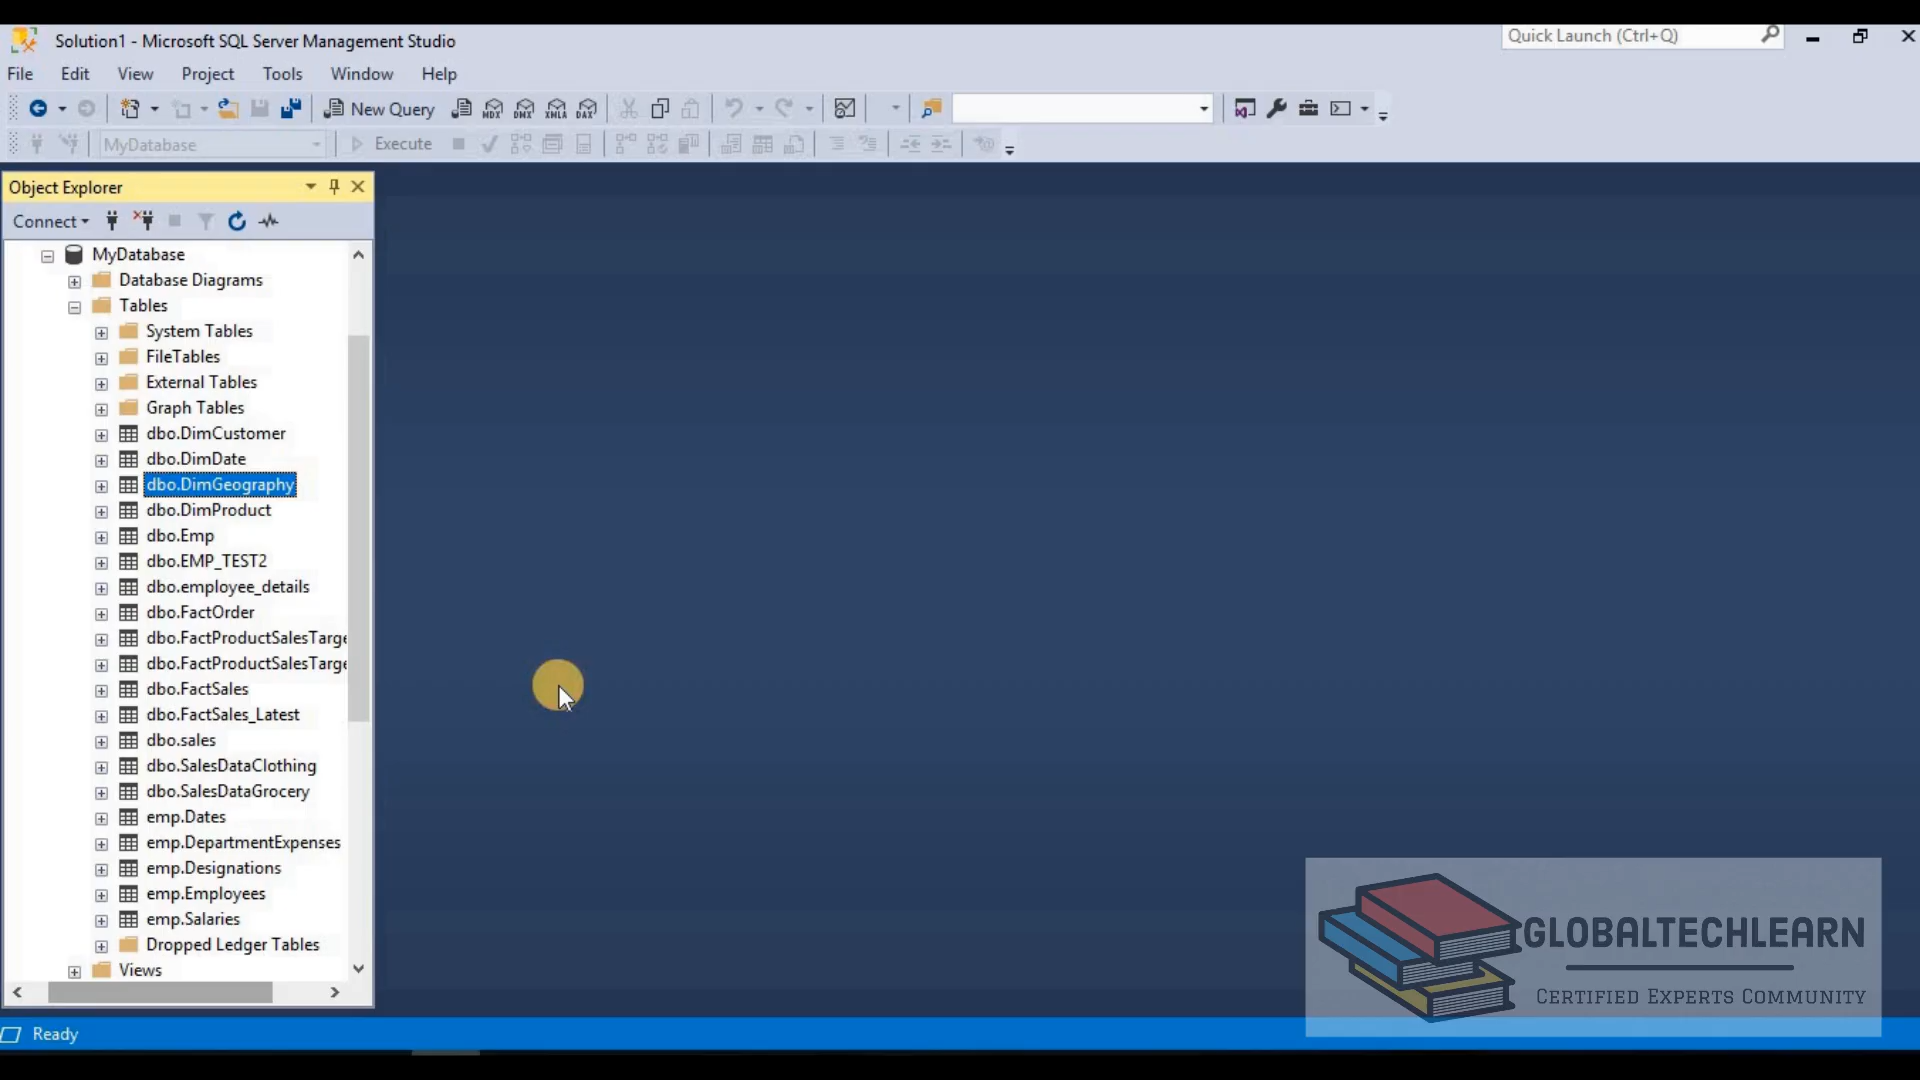 Solution1 - Microsoft SQL Server Management Studio
Quick Launch (Ctrl+Q)
File Edit View Project Tools Window Help
New Query MDX DMX XMLA DAX
MyDatabase Execute
Object Explorer
Connect
MyDatabase
Database Diagrams
Tables
System Tables
FileTables
External Tables
Graph Tables
dbo.DimCustomer
dbo.DimDate
dbo.DimGeography
dbo.DimProduct
dbo.Emp
dbo.EMP_TEST2
dbo.employee_details
dbo.FactOrder
dbo.FactProductSalesTarge
dbo.FactProductSalesTarge
dbo.FactSales
dbo.FactSales_Latest
dbo.sales
dbo.SalesDataClothing
dbo.SalesDataGrocery
emp.Dates
emp.DepartmentExpenses
emp.Designations
emp.Employees
emp.Salaries
Dropped Ledger Tables
Views
GLOBALTECHLEARN
CERTIFIED EXPERTS COMMUNITY
Ready